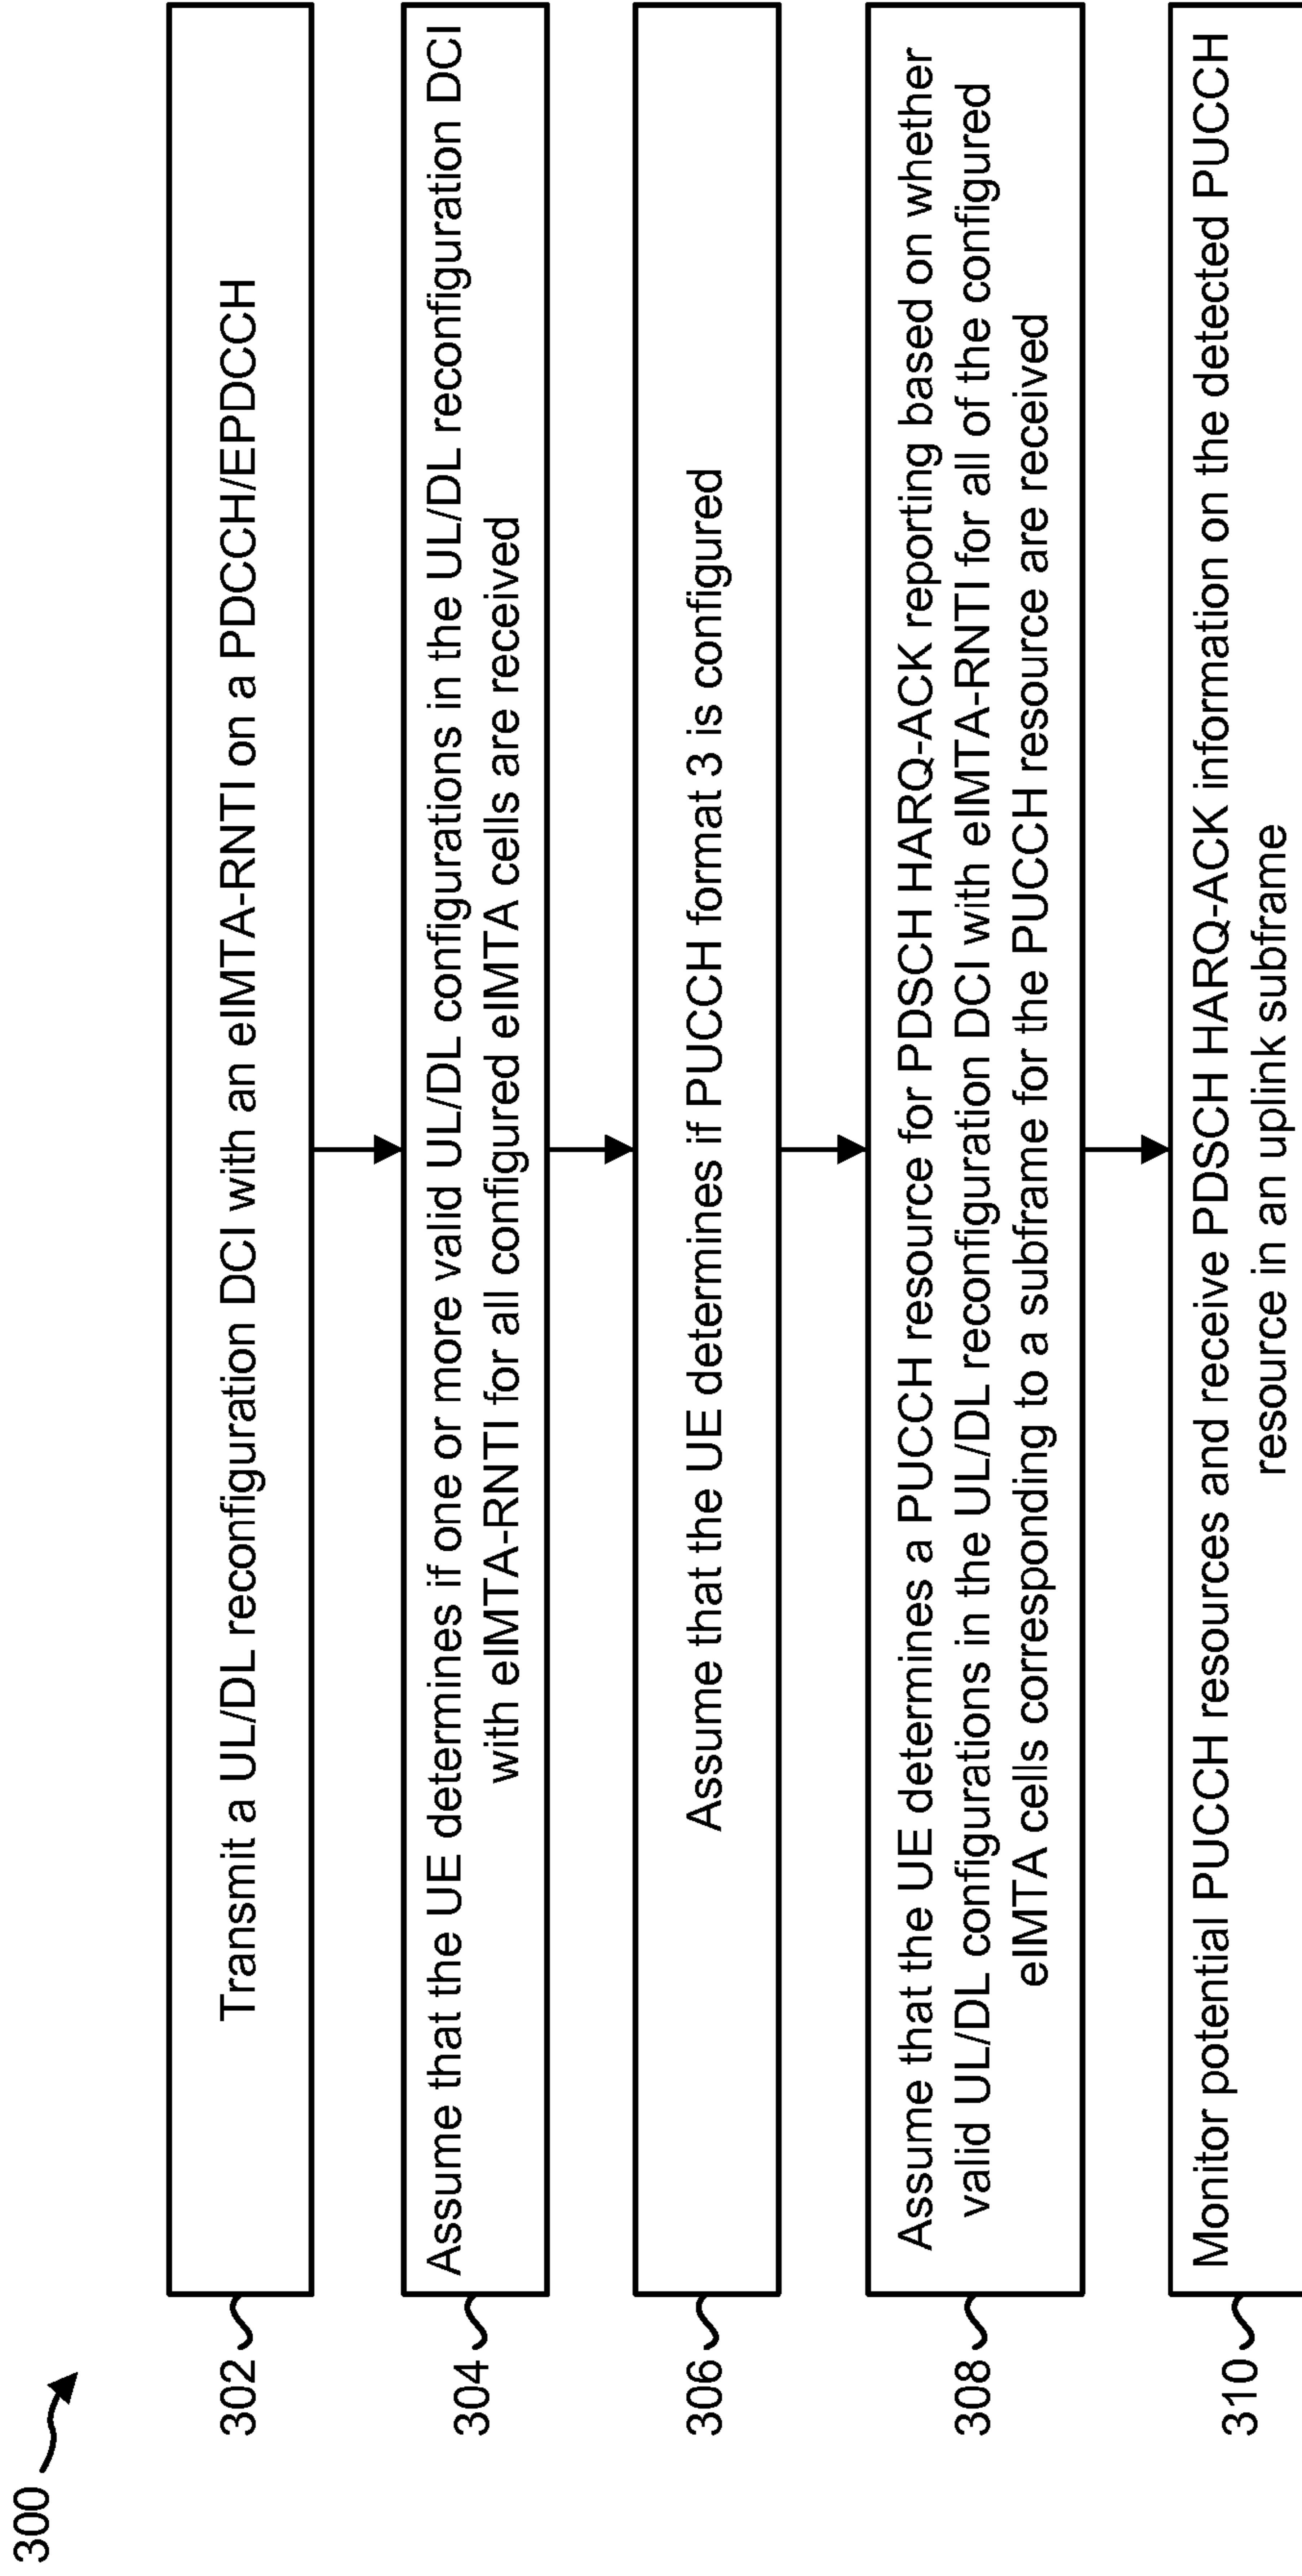 300
302
Transmit a UL/DL reconfiguration DCI with an eIMTA-RNTI on a PDCCH/EPDCCH
304
Assume that the UE determines if one or more valid UL/DL configurations in the UL/DL reconfiguration DCI
with eIMTA-RNTI for all configured eIMTA cells are received
306
Assume that the UE determines if PUCCH format 3 is configured
308
Assume that the UE determines a PUCCH resource for PDSCH HARQ-ACK reporting based on whether
valid UL/DL configurations in the UL/DL reconfiguration DCI with eIMTA-RNTI for all of the configured
eIMTA cells corresponding to a subframe for the PUCCH resource are received
310
Monitor potential PUCCH resources and receive PDSCH HARQ-ACK information on the detected PUCCH
resource in an uplink subframe